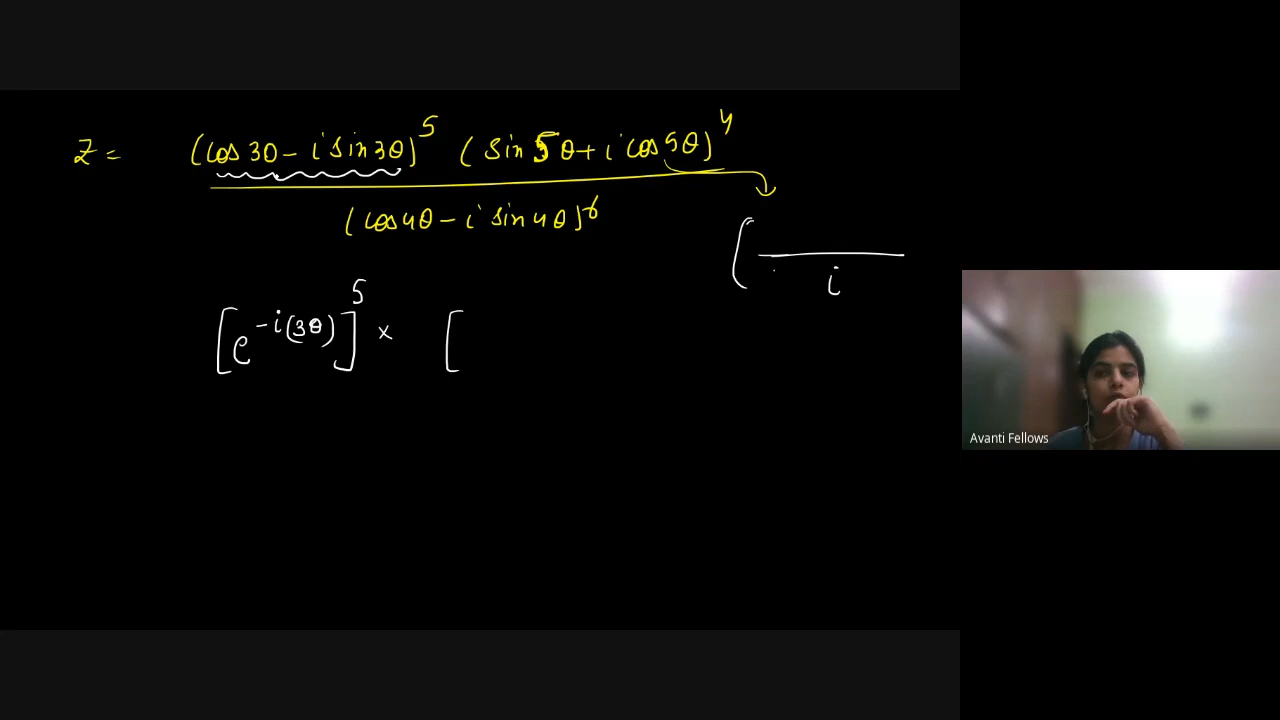 Z = (cos 3θ - i sin 3θ)^5 (sin 5θ + i cos 5θ)^4
(cos 4θ - i sin 4θ)^6
(
i
[e^-i(3θ)]^5 × [
Avanti Fellows